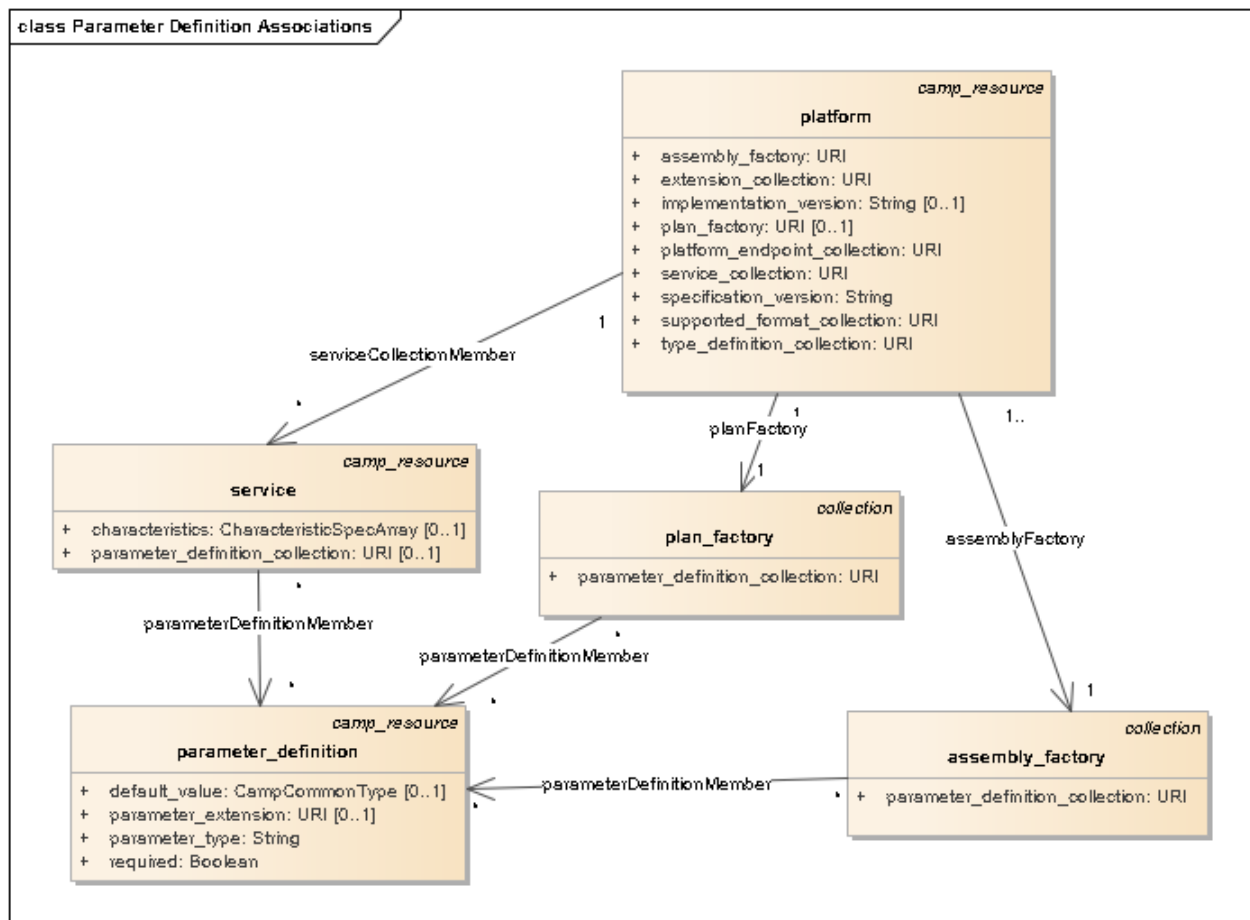 class Parameter Definition Associations
camp_resource
platform
+ assembly_factory: URI
+ extension_collection: URI
+ implementation_version: String [0..1]
+ plan_factory: URI [0..1]
+ platform_endpoint_collection: URI
+ service_collection: URI
+ specification_version: String
+ supported_format_collection: URI
+ type_definition_collection: URI
1
serviceCollectionMember
*
1
planFactory
1
1..
assemblyFactory
1
camp_resource
service
+ characteristics: CharacteristicSpecArray [0..1]
+ parameter_definition_collection: URI [0..1]
*
parameterDefinitionMember
*
collection
plan_factory
+ parameter_definition_collection: URI
*
parameterDefinitionMember
*
camp_resource
parameter_definition
+ default_value: CampCommonType [0..1]
+ parameter_extension: URI [0..1]
+ parameter_type: String
+ required: Boolean
*
parameterDefinitionMember
*
collection
assembly_factory
+ parameter_definition_collection: URI